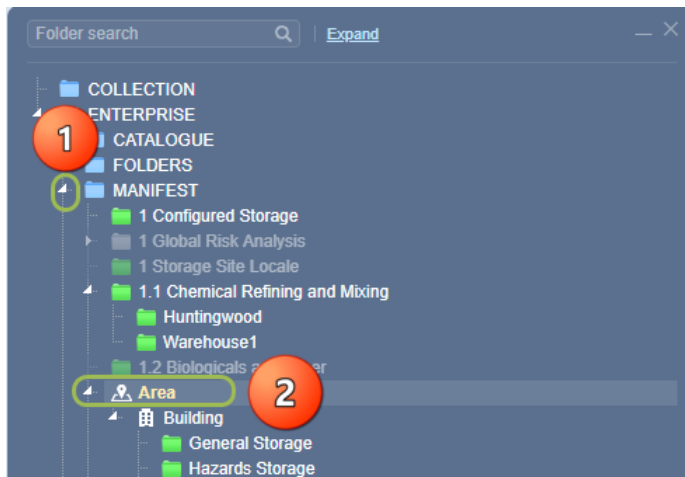 Folder search
Expand
COLLECTION
ENTERPRISE
1
CATALOGUE
FOLDERS
MANIFEST
1 Configured Storage
1 Global Risk Analysis
1 Storage Site Locale
1.1 Chemical Refining and Mixing
Huntingwood
Warehouse1
1.2 Biologicals
Area
2
Building
General Storage
Hazards Storage